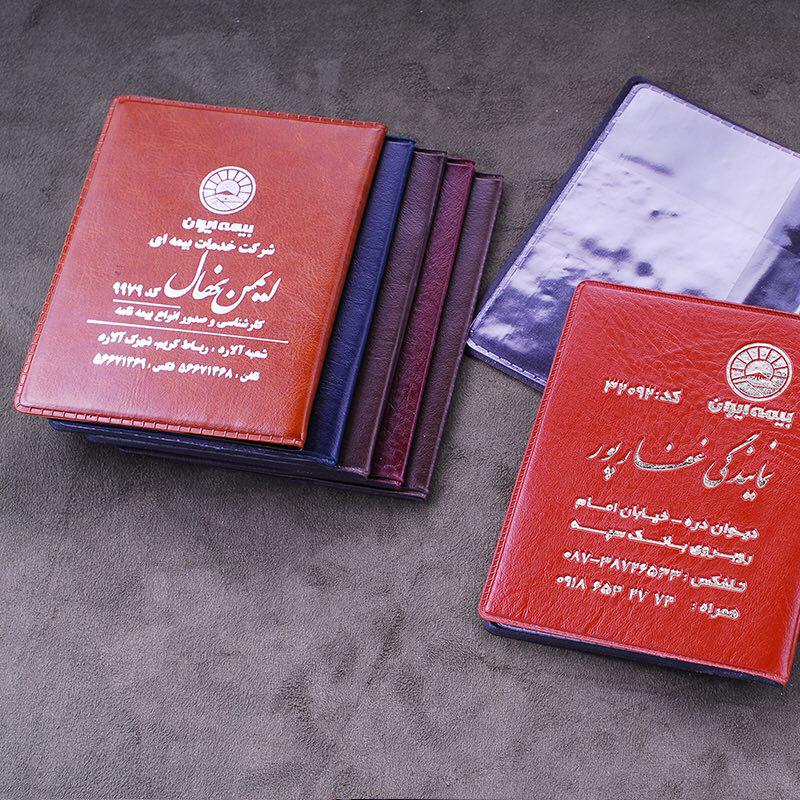 بیمه ایران
شرکت خدمات بیمه ای
ایمن نخال کد ۹۹۷۹
کارشناسی و صدور انواع بیمه نامه
شعبه آلاره : رباط کریم، شهرک آلاره
تلفن : ۵۶۶۷۱۳۶۸ تلفکس : ۵۶۶۷۱۳۶۹
بیمه ایران
کد: ۳۲۰۹۲
نمایندگی غفارپور
دیوان دره - خیابان امام
روبروی بانک سپه
تلفکس : ۰۸۷-۳۸۷۲۶۵۳۳
همراه : ۰۹۱۸ ۶۵۲ ۲۷ ۷۳